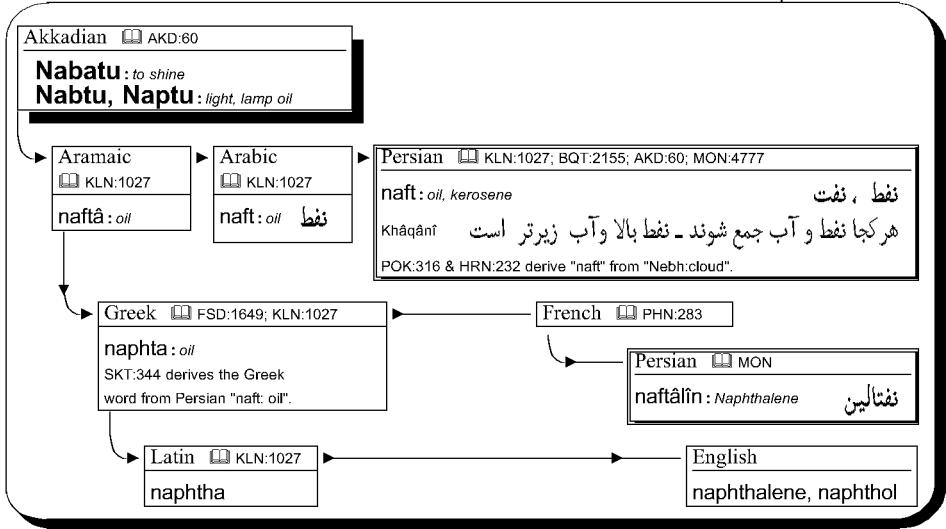 Akkadian AKD:60
Nabatu : to shine
Nabtu, Naptu : light, lamp oil
Aramaic
KLN:1027
naftâ : oil
Arabic
KLN:1027
naft : oil نفط
Persian KLN:1027; BQT:2155; AKD:60; MON:4777
naft : oil, kerosene نفط ، نفت
Khâqânî هر کجا نفط و آب جمع شوند ـ نفط بالا و آب زیرتر است
POK:316 & HRN:232 derive "naft" from "Nebh:cloud".
Greek FSD:1649; KLN:1027
naphta : oil
SKT:344 derives the Greek
word from Persian "naft: oil".
French PHN:283
Persian MON
naftâlîn : Naphthalene نفتالین
Latin KLN:1027
naphtha
English
naphthalene, naphthol